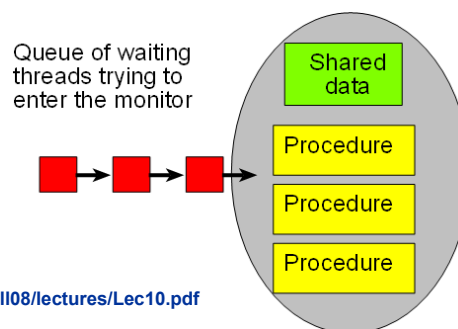 Queue of waiting
threads trying to
enter the monitor
Shared
data
Procedure
Procedure
Procedure
ll08/lectures/Lec10.pdf